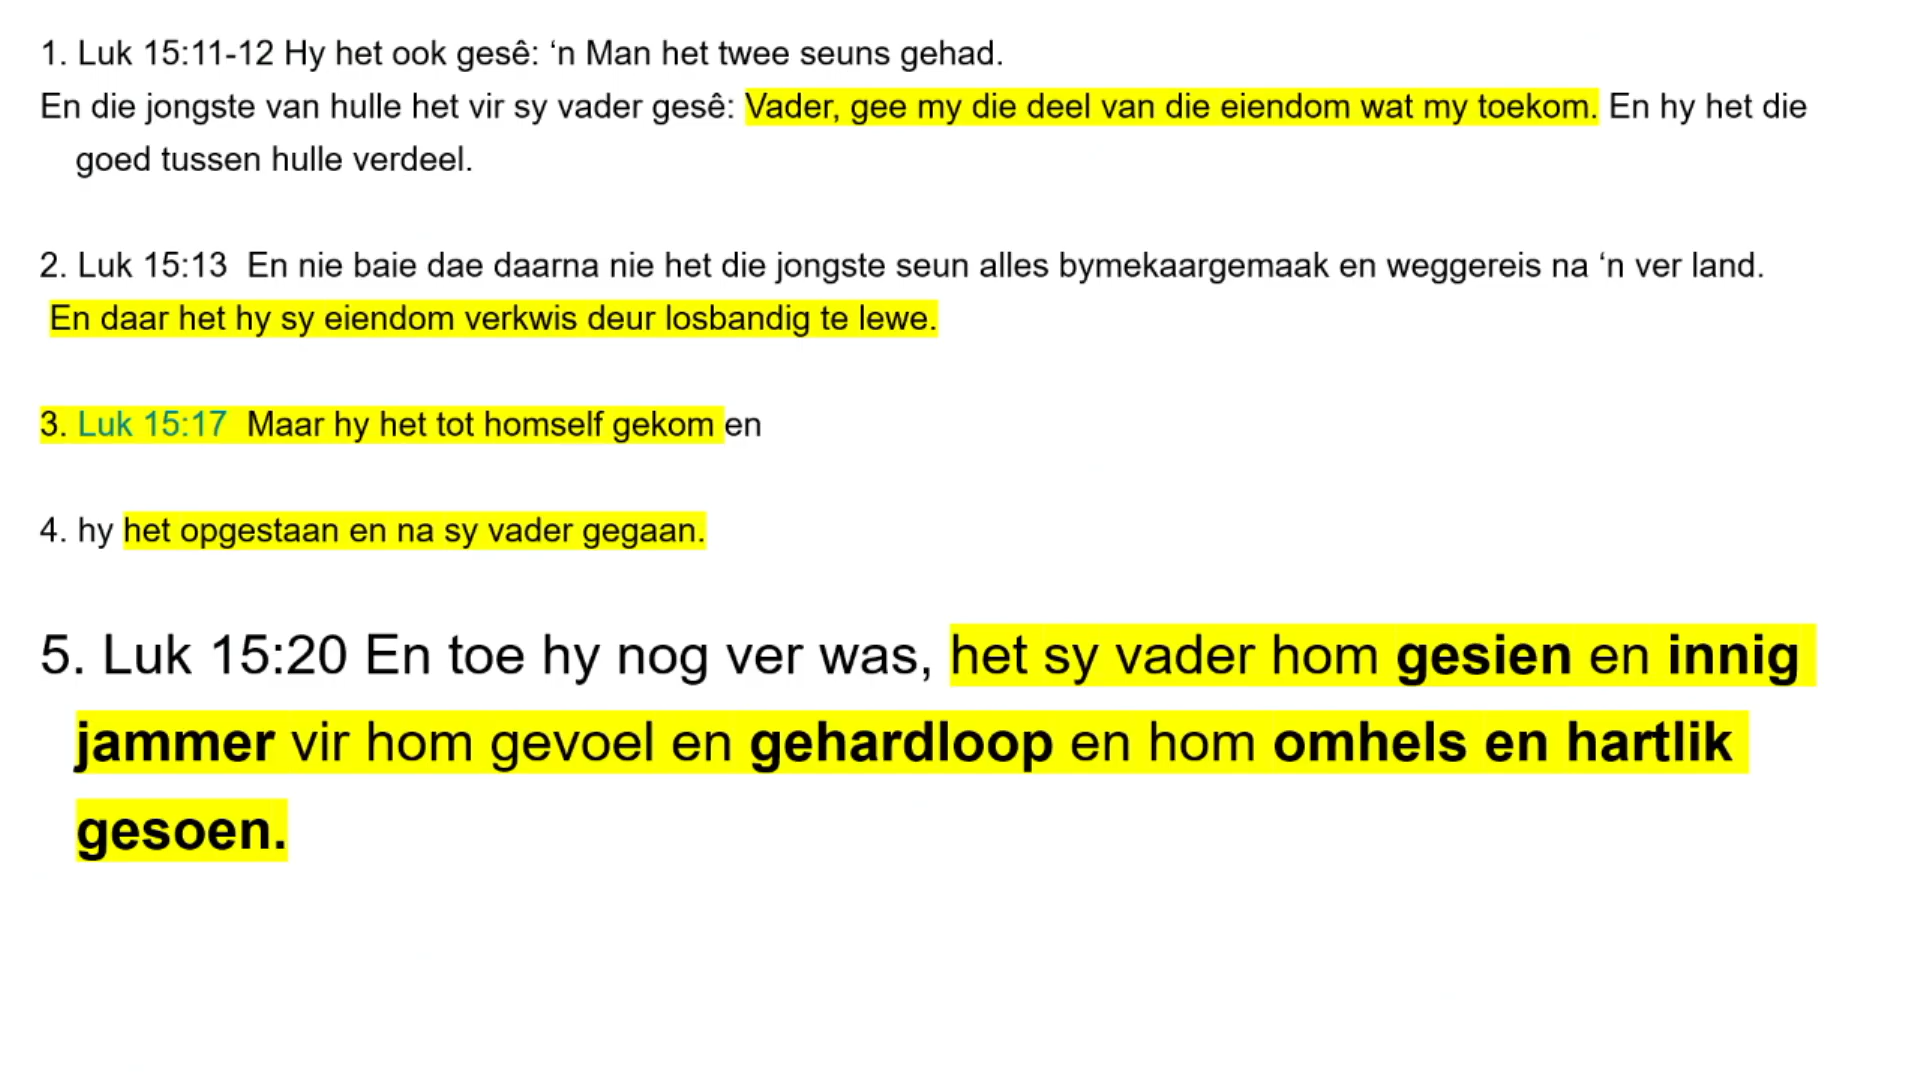 1. Luk 15:11-12 Hy het ook gesê: ‘n Man het twee seuns gehad.
En die jongste van hulle het vir sy vader gesê: Vader, gee my die deel van die eiendom wat my toekom. En hy het die
goed tussen hulle verdeel.
2. Luk 15:13  En nie baie dae daarna nie het die jongste seun alles bymekaargemaak en weggereis na ‘n ver land.
En daar het hy sy eiendom verkwis deur losbandig te lewe.
3. Luk 15:17  Maar hy het tot homself gekom en
4. hy het opgestaan en na sy vader gegaan.
5. Luk 15:20 En toe hy nog ver was, het sy vader hom gesien en innig
jammer vir hom gevoel en gehardloop en hom omhels en hartlik
gesoen.